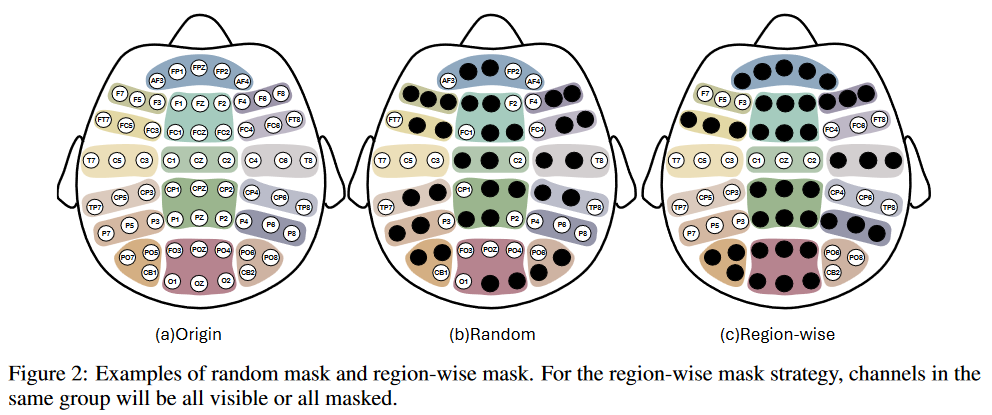 FP1 FPZ FP2
AF3 AF4
F7 F5 F3 F1 FZ F2 F4 F6 F8
FT7 FC5 FC3 FC1 FCZ FC2 FC4 FC6 FT8
T7 C5 C3 C1 CZ C2 C4 C6 T8
TP7 CP5 CP3 CP1 CPZ CP2 CP4 CP6 TP8
P7 P5 P3 P1 PZ P2 P4 P6 P8
PO7 PO5 FO3 POZ PO4 PO6 PO8
CB1 O1 OZ O2 CB2
(a)Origin
FP2
AF3 AF4
F2 F4
FT7 FC1 FC4
T7 C5 C3 C2 T8
TP7 CP1 TP8
P3 P2 P4 P6 P8
FO3 POZ PO4 PO6
CB1 O1
(b)Random
F7 F5 F3
FC4 FC6 FT8
T7 C5 C3 C1 CZ C2
TP7 CP5 CP3 CP4 CP6 TP8
P7 P5 P3
PO6 PO8
CB2
(c)Region-wise
Figure 2: Examples of random mask and region-wise mask. For the region-wise mask strategy, channels in the
same group will be all visible or all masked.